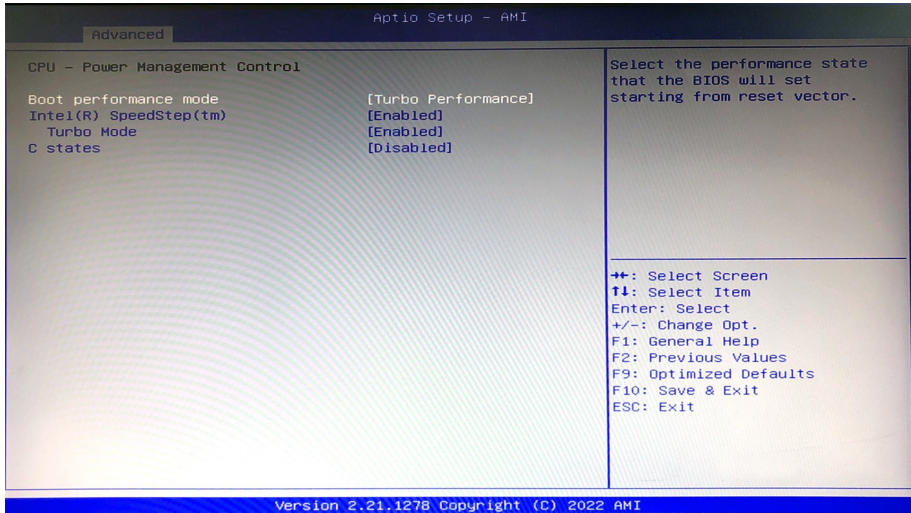 Aptio Setup – AMI
Advanced
CPU – Power Management Control
Boot performance mode [Turbo Performance]
Intel(R) SpeedStep(tm) [Enabled]
Turbo Mode [Enabled]
C states [Disabled]
Select the performance state
that the BIOS will set
starting from reset vector.
→←: Select Screen
↑↓: Select Item
Enter: Select
+/-: Change Opt.
F1: General Help
F2: Previous Values
F9: Optimized Defaults
F10: Save & Exit
ESC: Exit
Version 2.21.1278 Copyright (C) 2022 AMI